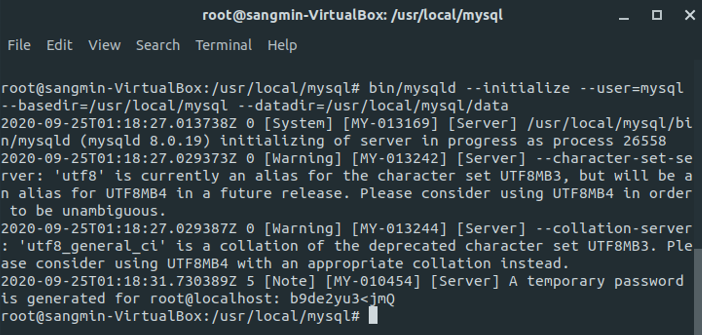 root@sangmin-VirtualBox: /usr/local/mysql
File Edit View Search Terminal Help
root@sangmin-VirtualBox:/usr/local/mysql# bin/mysqld --initialize --user=mysql
--basedir=/usr/local/mysql --datadir=/usr/local/mysql/data
2020-09-25T01:18:27.013738Z 0 [System] [MY-013169] [Server] /usr/local/mysql/bi
n/mysqld (mysqld 8.0.19) initializing of server in progress as process 26558
2020-09-25T01:18:27.029373Z 0 [Warning] [MY-013242] [Server] --character-set-se
rver: 'utf8' is currently an alias for the character set UTF8MB3, but will be a
n alias for UTF8MB4 in a future release. Please consider using UTF8MB4 in order
 to be unambiguous.
2020-09-25T01:18:27.029387Z 0 [Warning] [MY-013244] [Server] --collation-server
: 'utf8_general_ci' is a collation of the deprecated character set UTF8MB3. Ple
ase consider using UTF8MB4 with an appropriate collation instead.
2020-09-25T01:18:31.730389Z 5 [Note] [MY-010454] [Server] A temporary password
is generated for root@localhost: b9de2yu3<jmQ
root@sangmin-VirtualBox:/usr/local/mysql#